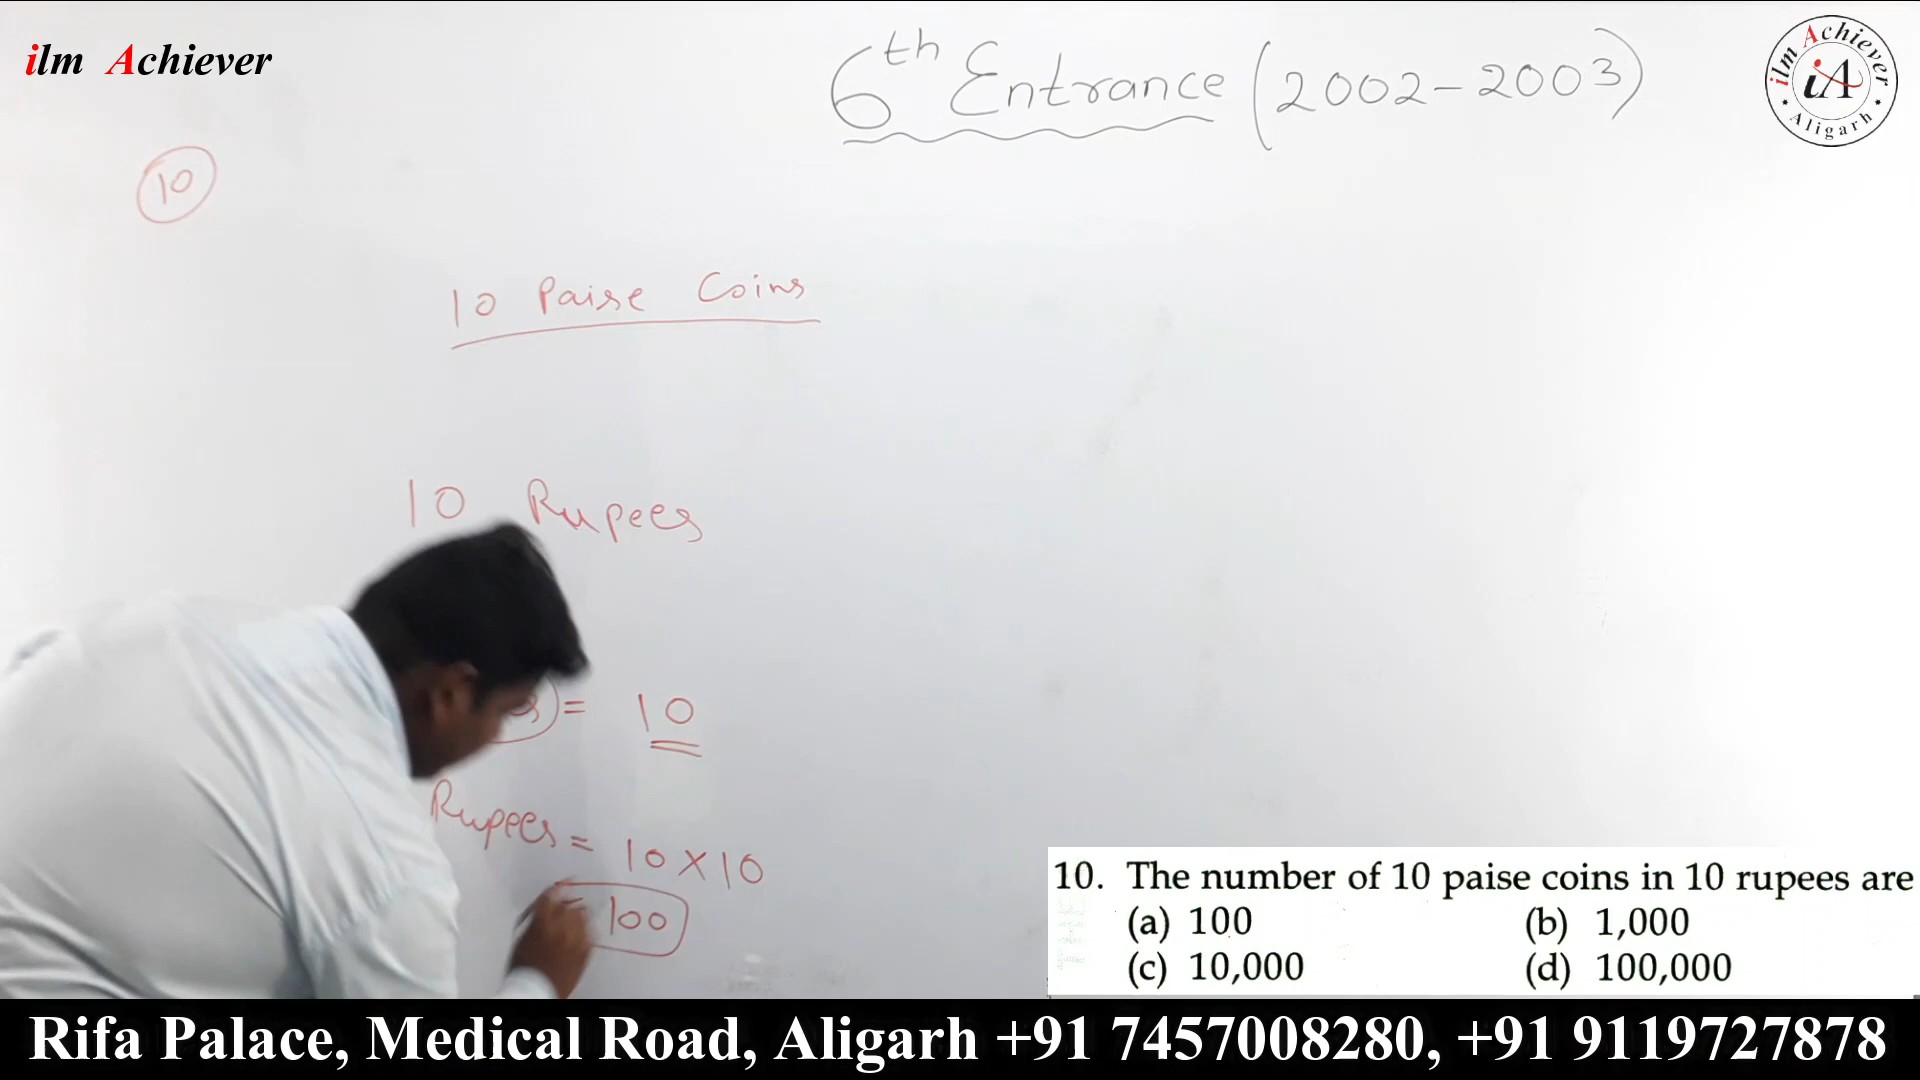 ilm Achiever
6th Entrance (2002-2003)
ilm Achiever
iA
Aligarh
10
10 Paise Coins
10 Rupees
= 10
Rupees = 10 X 10
= 100
10. The number of 10 paise coins in 10 rupees are
(a) 100 (b) 1,000
(c) 10,000 (d) 100,000
Rifa Palace, Medical Road, Aligarh +91 7457008280, +91 9119727878